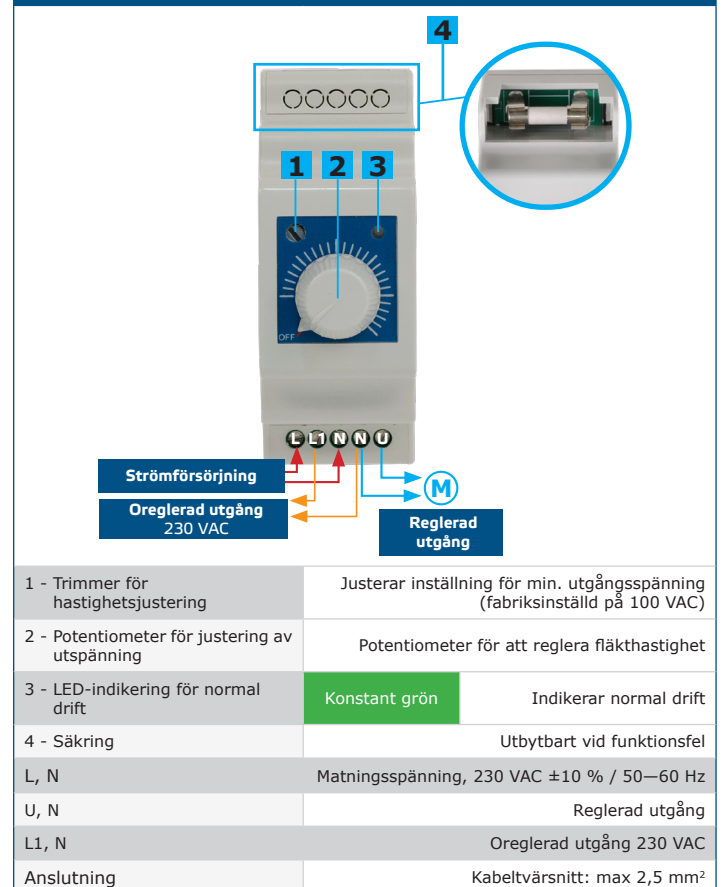 4
1 2 3
OFF
L L1 N N U
Strömförsörjning
Oreglerad utgång
230 VAC
M
Reglerad
utgång
1 - Trimmer för
hastighetsjustering
Justerar inställning för min. utgångsspänning
(fabriksinställd på 100 VAC)
2 - Potentiometer för justering av
utspänning
Potentiometer för att reglera fläkthastighet
3 - LED-indikering för normal
drift
Konstant grön
Indikerar normal drift
4 - Säkring
Utbytbart vid funktionsfel
L, N
Matningsspänning, 230 VAC ±10 % / 50—60 Hz
U, N
Reglerad utgång
L1, N
Oreglerad utgång 230 VAC
Anslutning
Kabeltvärsnitt: max 2,5 mm²